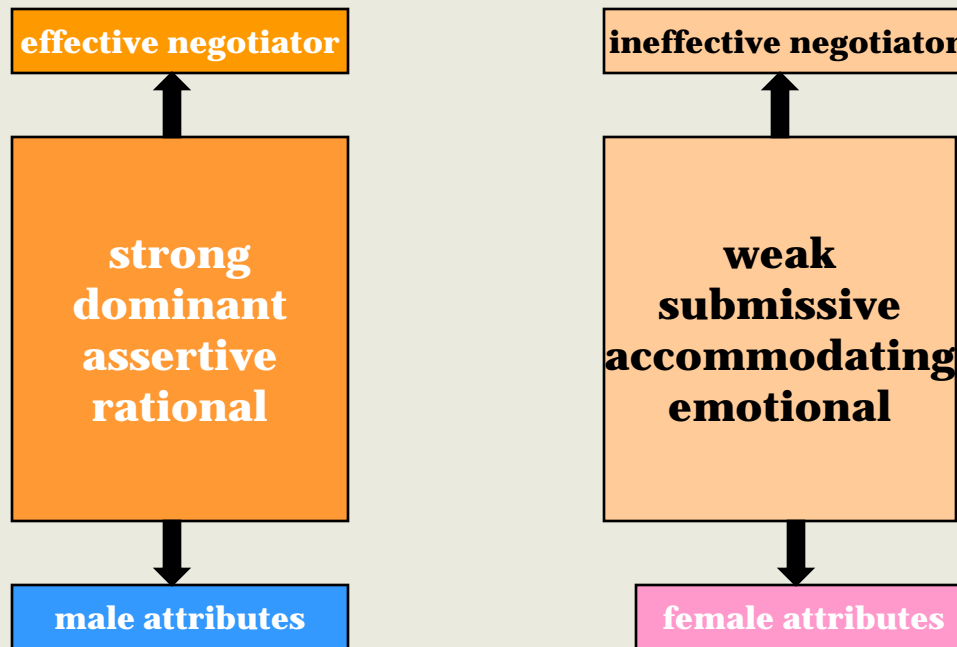 effective negotiator
ineffective negotiator
strong
dominant
assertive
rational
weak
submissive
accommodating
emotional
male attributes
female attributes